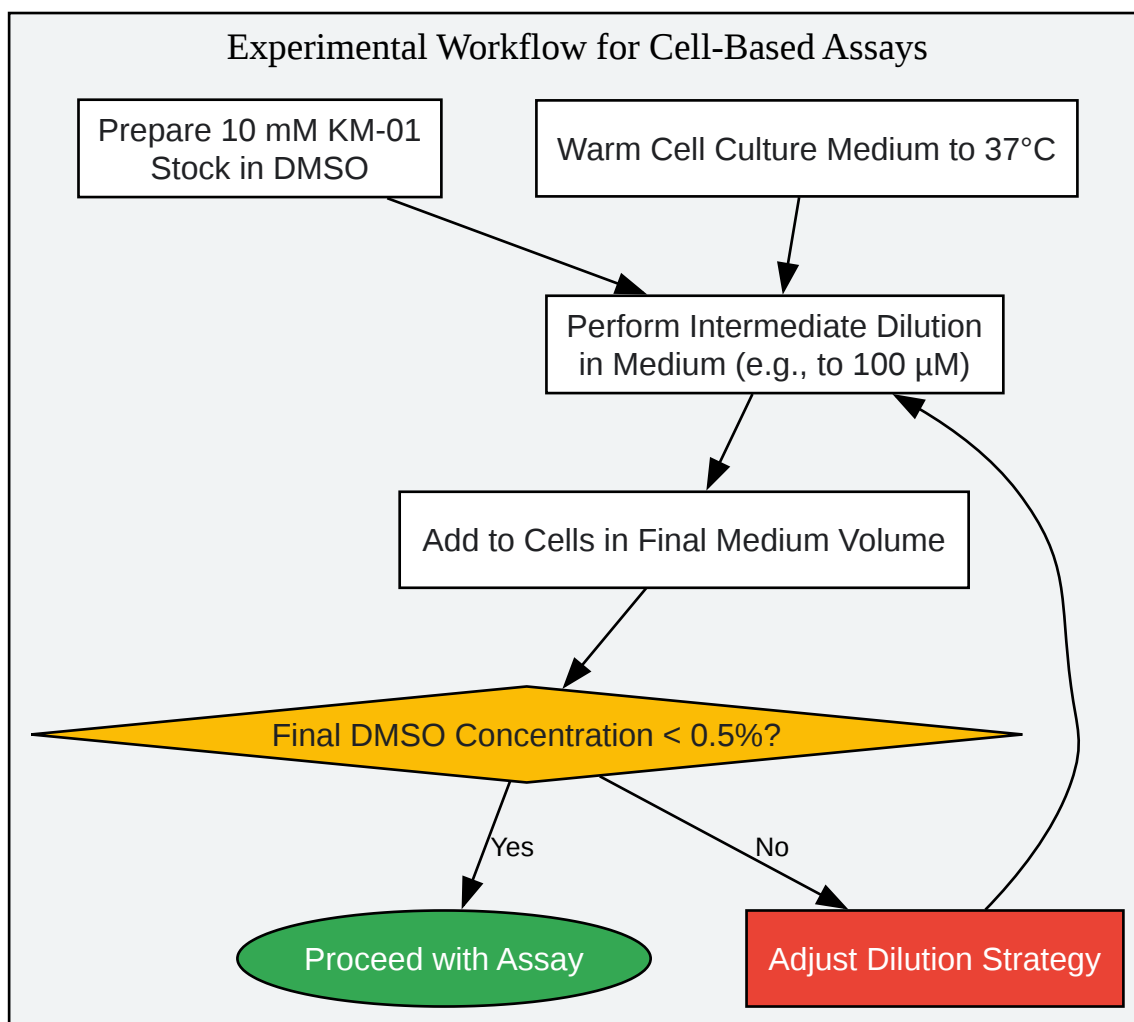 Experimental Workflow for Cell-Based Assays
Prepare 10 mM KM-01
Stock in DMSO
Warm Cell Culture Medium to 37°C
Perform Intermediate Dilution
in Medium (e.g., to 100 µM)
Add to Cells in Final Medium Volume
Final DMSO Concentration < 0.5%?
Yes
No
Proceed with Assay
Adjust Dilution Strategy